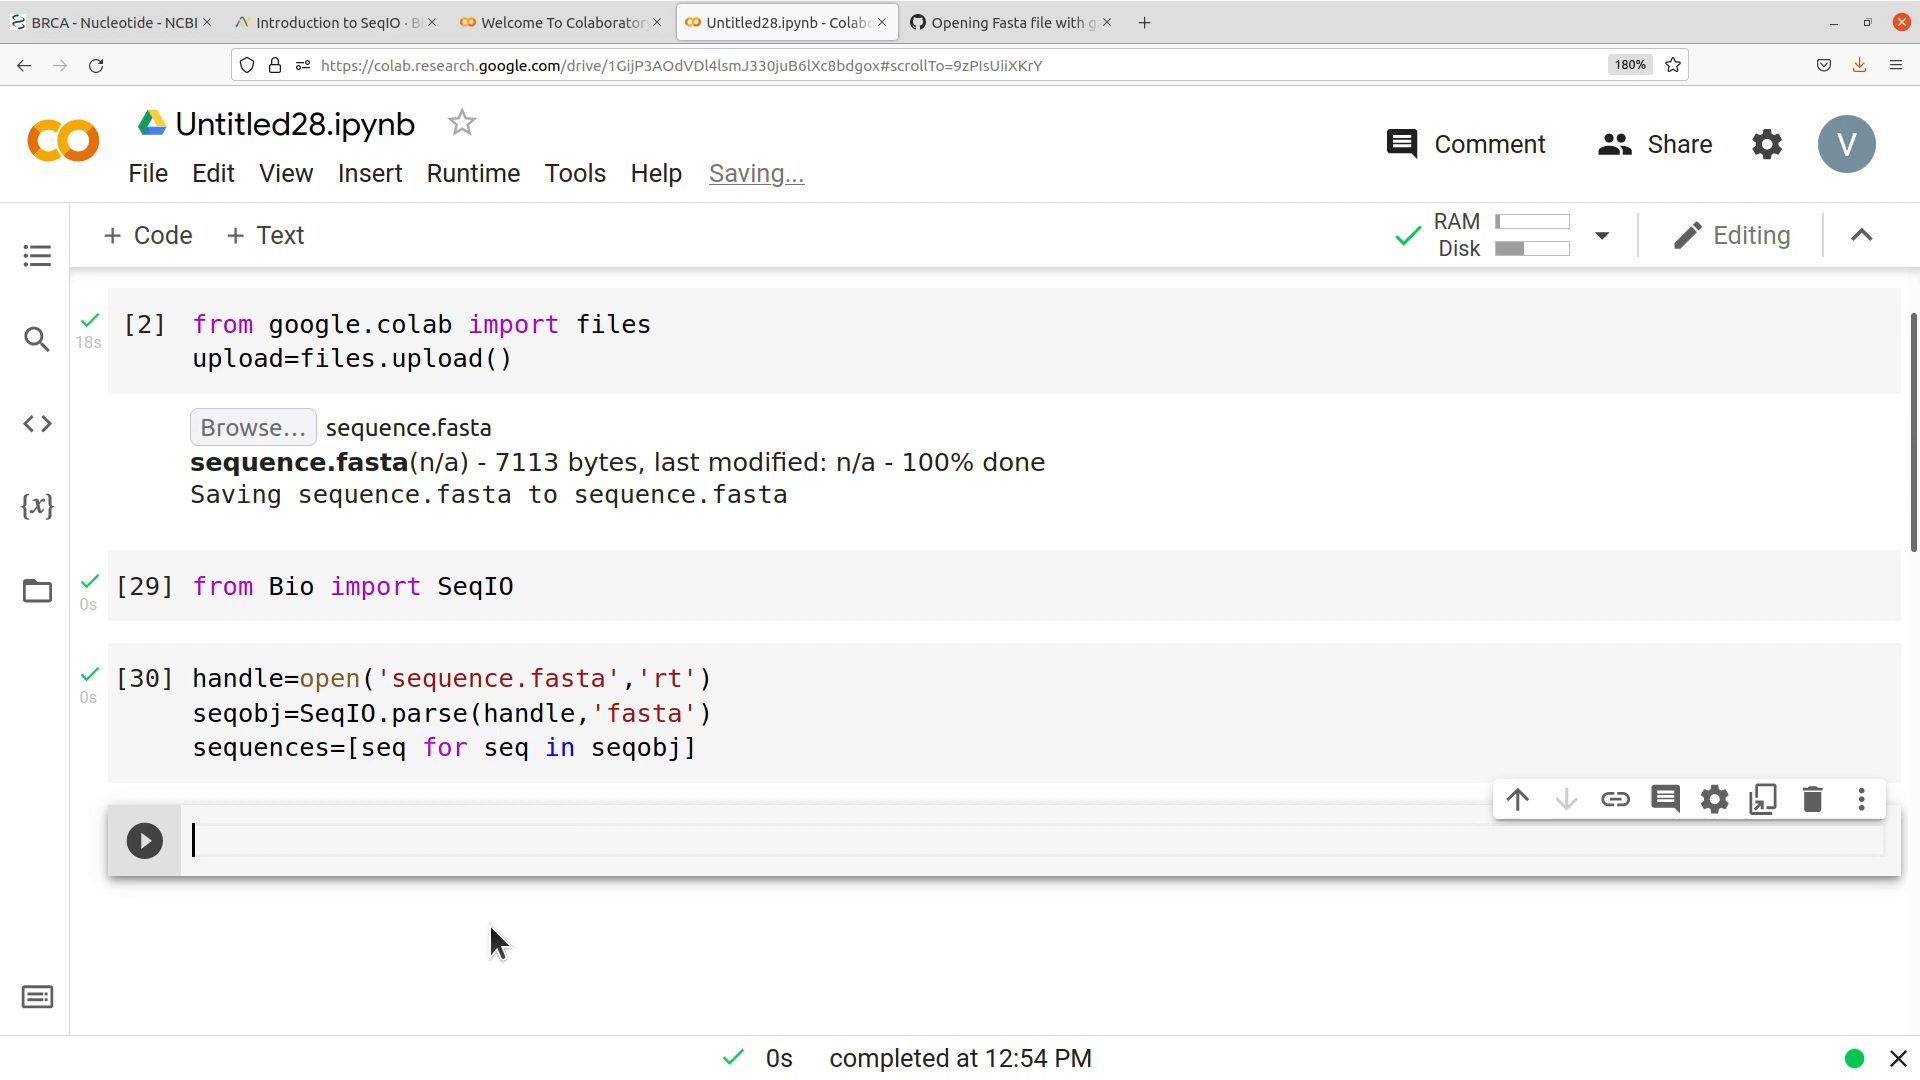 BRCA - Nucleotide - NCBI
Introduction to SeqIO · Bi
Welcome To Colaborator
Untitled28.ipynb - Colab
Opening Fasta file with g
https://colab.research.google.com/drive/1GijP3AOdVDl4lsmJ330juB6lXc8bdgox#scrollTo=9zPIsUiiXKrY
180%
Untitled28.ipynb
File Edit View Insert Runtime Tools Help Saving...
Comment
Share
V
+ Code + Text
RAM
Disk
Editing
[2] from google.colab import files
18s
upload=files.upload()
Browse... sequence.fasta
sequence.fasta(n/a) - 7113 bytes, last modified: n/a - 100% done
Saving sequence.fasta to sequence.fasta
[29] from Bio import SeqIO
0s
[30] handle=open('sequence.fasta','rt')
0s
seqobj=SeqIO.parse(handle,'fasta')
sequences=[seq for seq in seqobj]
{x}
0s completed at 12:54 PM